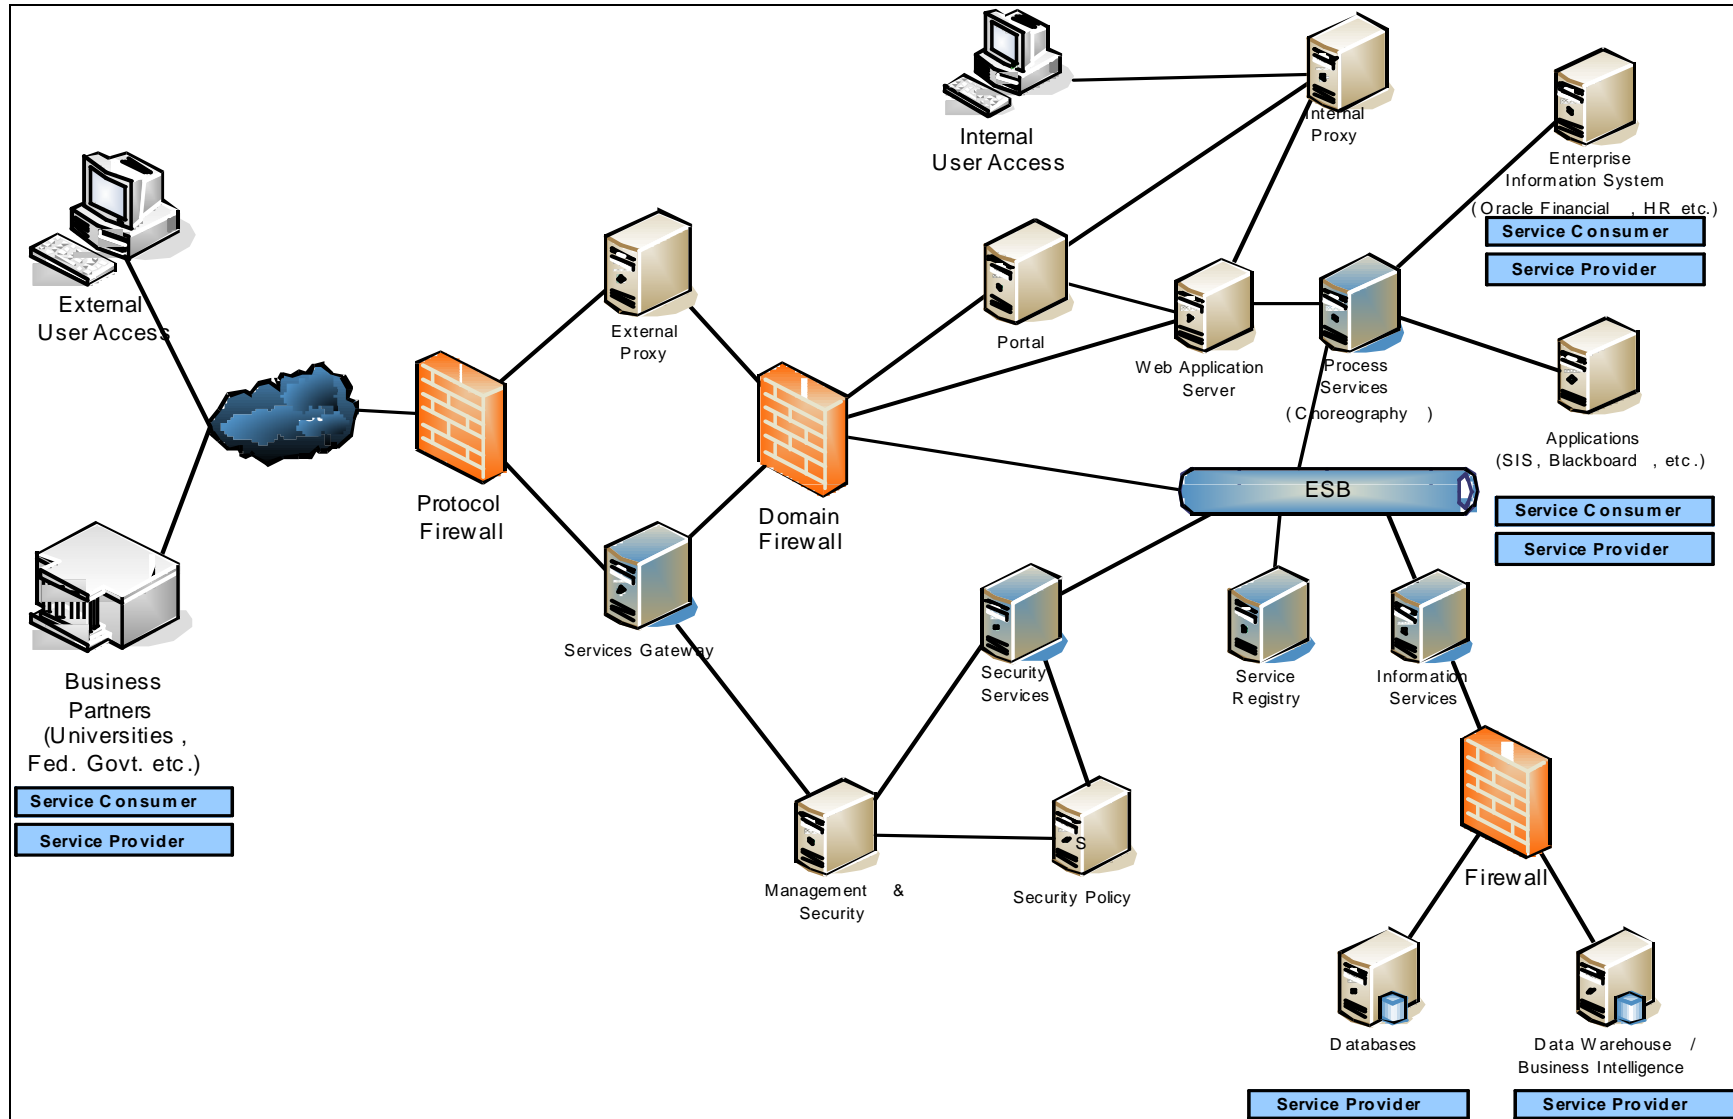 Internal
User Access
Internal
Proxy
Enterprise
Information System
(Oracle Financial , HR etc.)
Service Consumer
Service Provider
External
User Access
External
Proxy
Portal
Web Application
Server
Process
Services
(Choreography )
Applications
(SIS, Blackboard , etc.)
Service Consumer
Service Provider
Protocol
Firewall
Domain
Firewall
ESB
Services Gateway
Security
Services
Service
Registry
Information
Services
Business
Partners
(Universities ,
Fed. Govt. etc.)
Service Consumer
Service Provider
S
Management &
Security
Security Policy
Firewall
Databases
Data Warehouse /
Business Intelligence
Service Provider
Service Provider